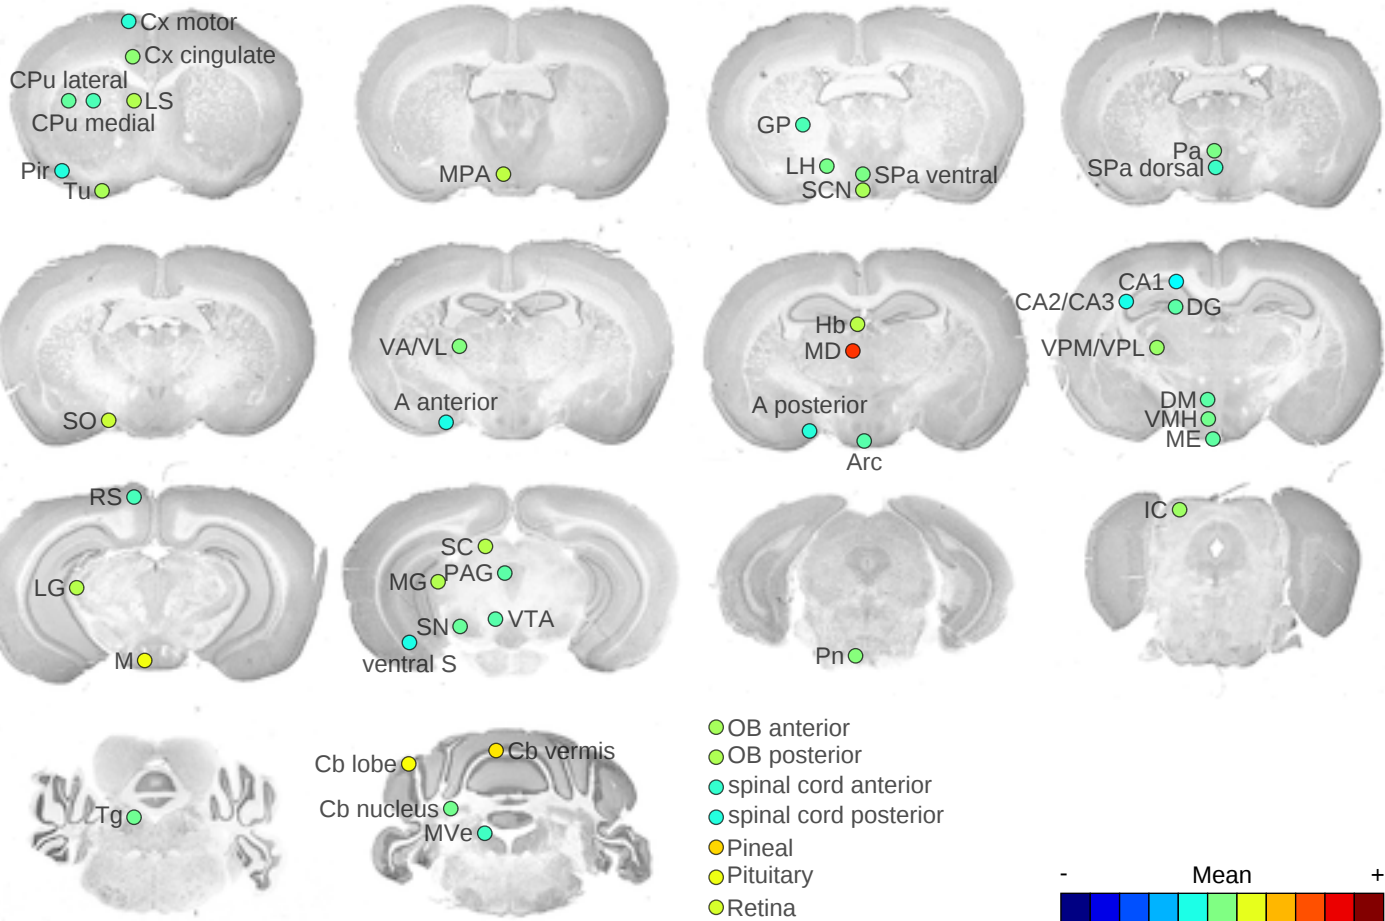 Cx motor
Cx cingulate
CPu lateral
LS
CPu medial
Pir
Tu
MPA
GP
LH
SPa ventral
SCN
Pa
SPa dorsal
SO
VA/VL
A anterior
Hb
MD
A posterior
Arc
CA1
CA2/CA3
DG
VPM/VPL
DM
VMH
ME
RS
LG
M
SC
PAG
MG
VTA
SN
ventral S
Pn
IC
Tg
Cb vermis
Cb lobe
Cb nucleus
MVe
OB anterior
OB posterior
spinal cord anterior
spinal cord posterior
Pineal
Pituitary
Retina
- Mean +